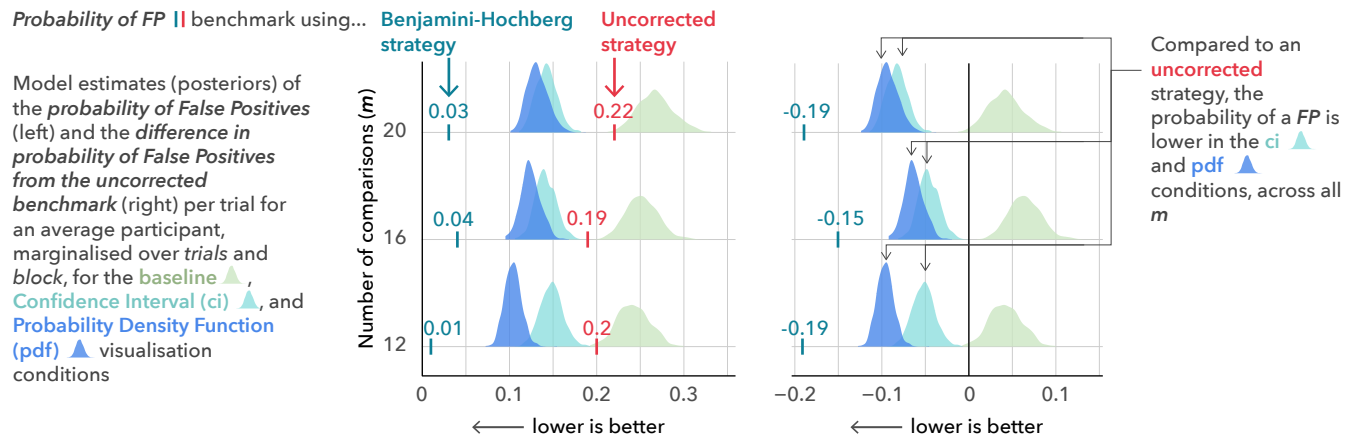 Probability of FP || benchmark using...
Benjamini-Hochberg
strategy
Uncorrected
strategy
Model estimates (posteriors) of
the probability of False Positives
(left) and the difference in
probability of False Positives
from the uncorrected
benchmark (right) per trial for
an average participant,
marginalised over trials and
block, for the baseline ,
Confidence Interval (ci) , and
Probability Density Function
(pdf) visualisation
conditions
Number of comparisons (m)
20
0.03
0.22
16
0.04
0.19
12
0.01
0.2
0 0.1 0.2 0.3
lower is better
-0.19
-0.15
-0.19
−0.2 −0.1 0 0.1
lower is better
Compared to an
uncorrected
strategy, the
probability of a FP is
lower in the ci
and pdf
conditions, across all
m